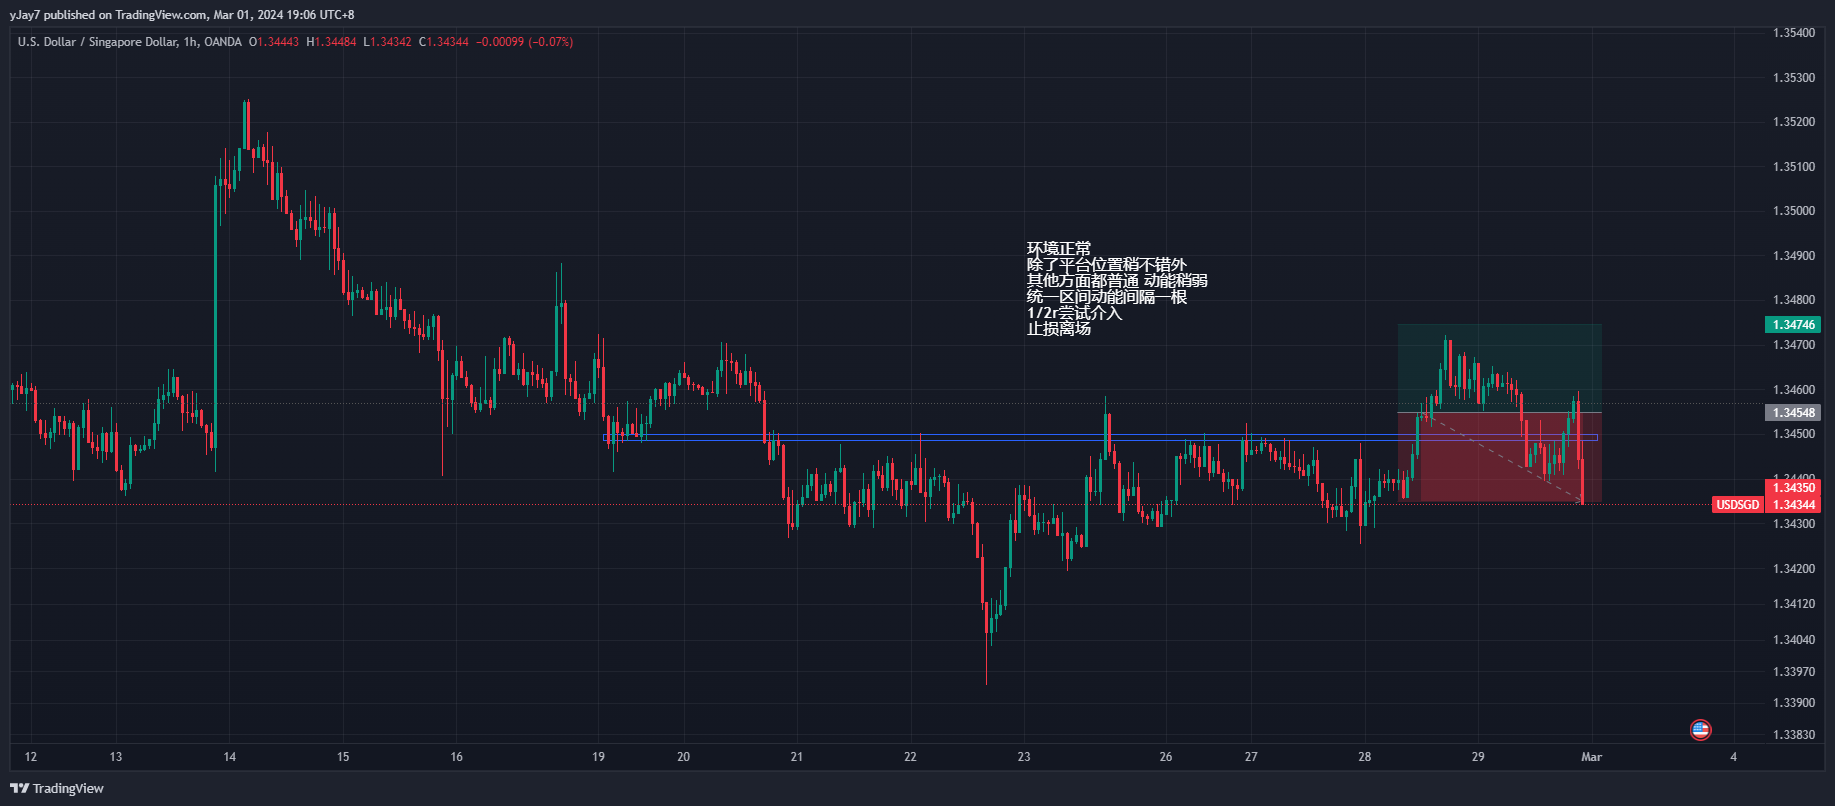 yJay7 published on TradingView.com, Mar 01, 2024 19:06 UTC+8
U.S. Dollar / Singapore Dollar, 1h, OANDA O1.34443 H1.34484 L1.34342 C1.34344 −0.00099 (−0.07%)
1.35400
1.35300
1.35200
1.35100
1.35000
1.34900
1.34800
1.34746
1.34700
1.34600
1.34548
1.34500
1.34400
1.34350
USDSGD 1.34344
1.34300
1.34200
1.34120
1.34040
1.33970
1.33900
1.33830
环境正常
除了平台位置稍不错外
其他方面都普通 动能稍弱
统一区间动能间隔一根
1/2r尝试介入
止损离场
12 13 14 15 16 19 20 21 22 23 26 27 28 29 Mar 4
TradingView